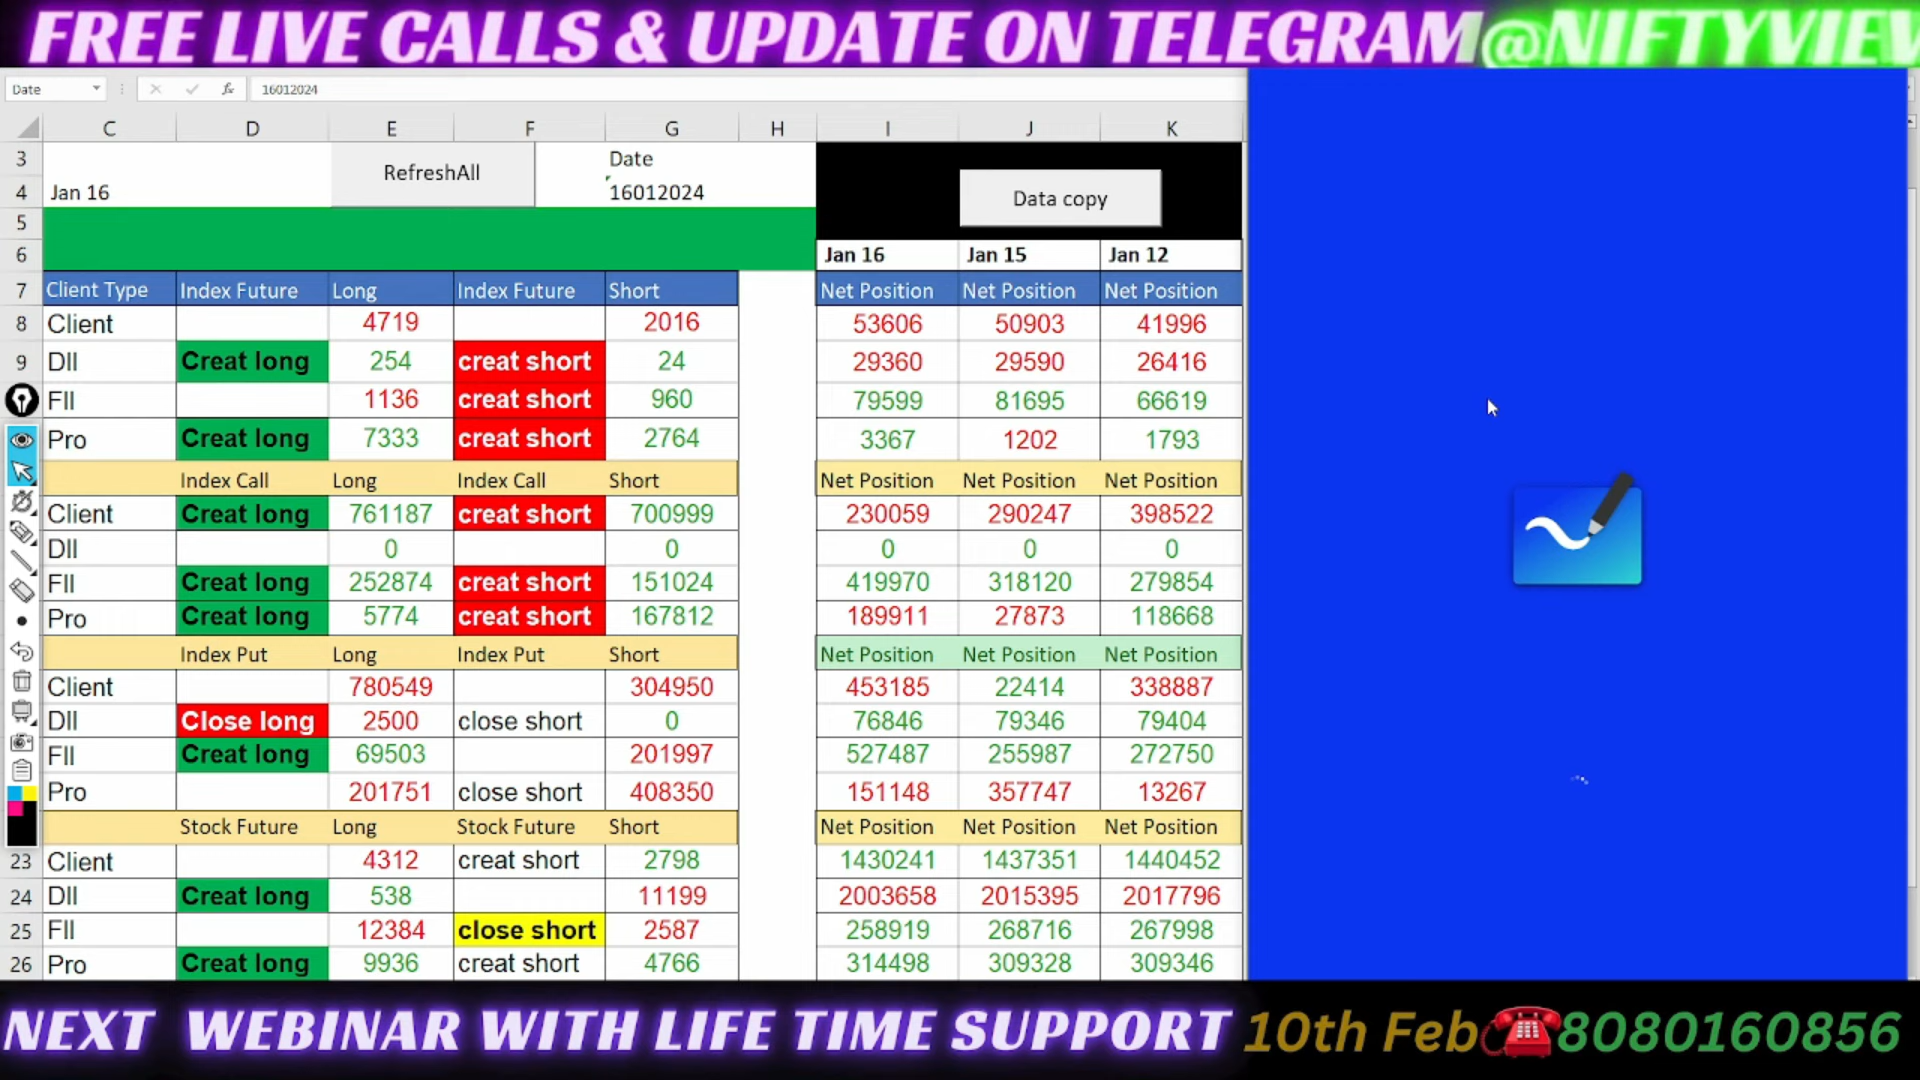 FREE LIVE CALLS & UPDATE ON TELEGRAM@NIFTYVIEW
Date 16012024
C D E F G H I J K
3 RefreshAll Date
4 Jan 16 16012024 Data copy
5
6 Jan 16 Jan 15 Jan 12
7 Client Type Index Future Long Index Future Short Net Position Net Position Net Position
8 Client 4719 2016 53606 50903 41996
9 DII Creat long 254 creat short 24 29360 29590 26416
FII 1136 creat short 960 79599 81695 66619
Pro Creat long 7333 creat short 2764 3367 1202 1793
Index Call Long Index Call Short Net Position Net Position Net Position
Client Creat long 761187 creat short 700999 230059 290247 398522
DII 0 0 0 0 0
FII Creat long 252874 creat short 151024 419970 318120 279854
Pro Creat long 5774 creat short 167812 189911 27873 118668
Index Put Long Index Put Short Net Position Net Position Net Position
Client 780549 304950 453185 22414 338887
DII Close long 2500 close short 0 76846 79346 79404
FII Creat long 69503 201997 527487 255987 272750
Pro 201751 close short 408350 151148 357747 13267
Stock Future Long Stock Future Short Net Position Net Position Net Position
23 Client 4312 creat short 2798 1430241 1437351 1440452
24 DII Creat long 538 11199 2003658 2015395 2017796
25 FII 12384 close short 2587 258919 268716 267998
26 Pro Creat long 9936 creat short 4766 314498 309328 309346
NEXT WEBINAR WITH LIFE TIME SUPPORT 10th Feb☎8080160856